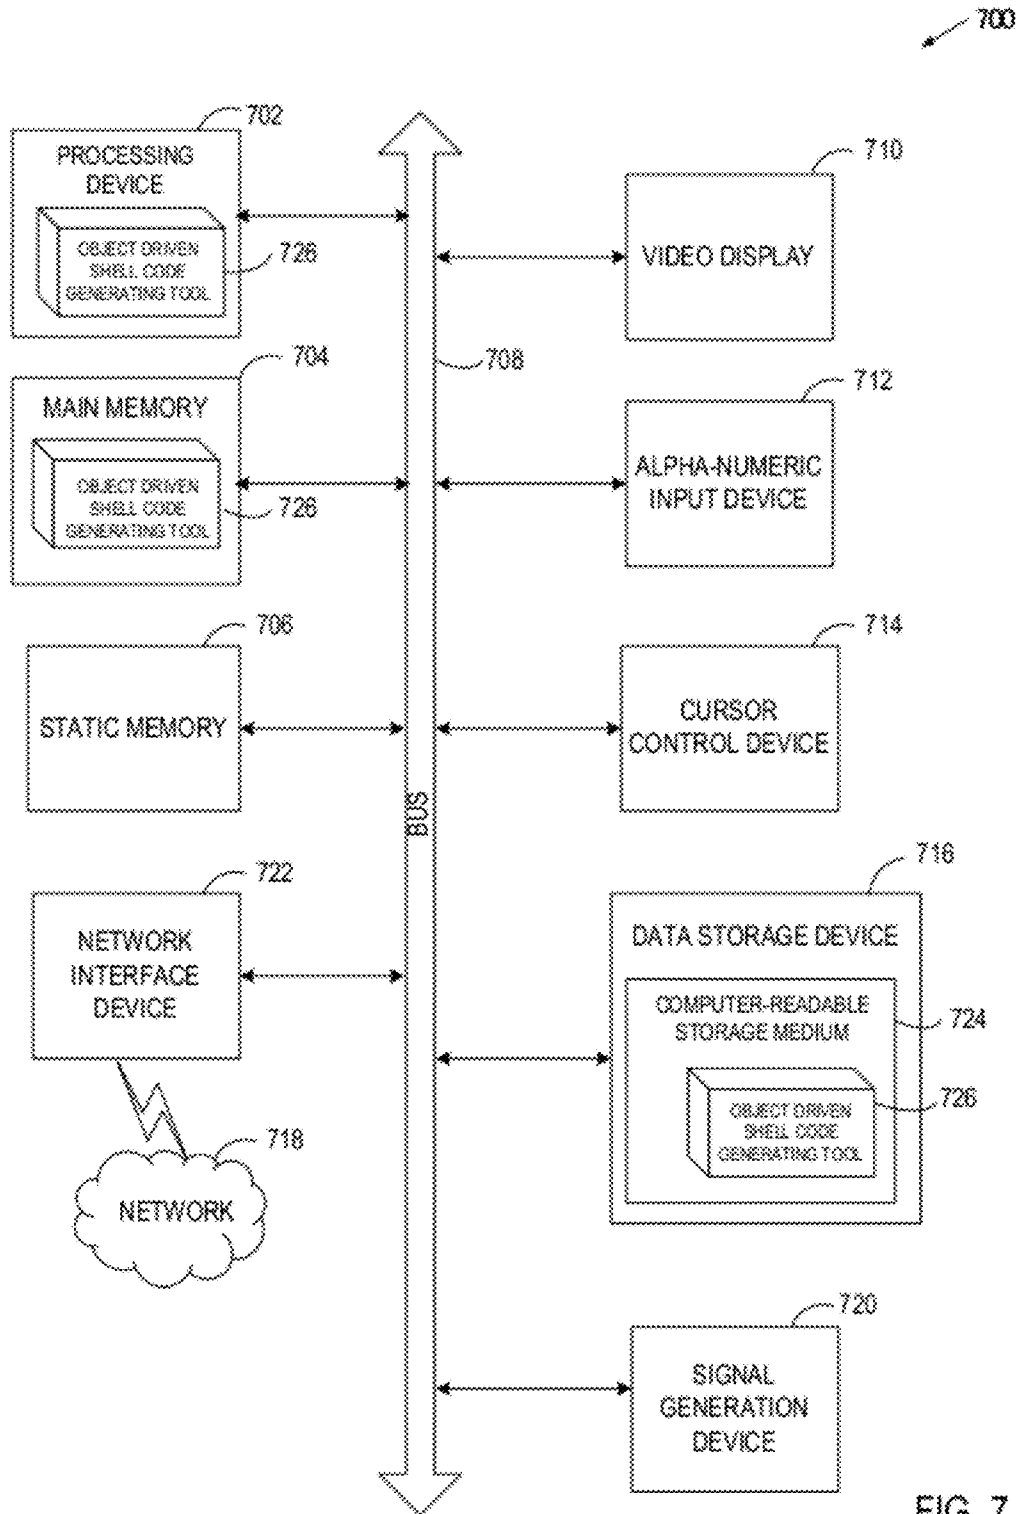 700
702
PROCESSING
DEVICE
OBJECT DRIVEN
SHELL CODE
GENERATING TOOL
726
710
VIDEO DISPLAY
704
MAIN MEMORY
OBJECT DRIVEN
SHELL CODE
GENERATING TOOL
726
708
712
ALPHA-NUMERIC
INPUT DEVICE
706
STATIC MEMORY
714
CURSOR
CONTROL DEVICE
BUS
722
NETWORK
INTERFACE
DEVICE
718
NETWORK
716
DATA STORAGE DEVICE
COMPUTER-READABLE
STORAGE MEDIUM
724
OBJECT DRIVEN
SHELL CODE
GENERATING TOOL
726
720
SIGNAL
GENERATION
DEVICE
FIG. 7